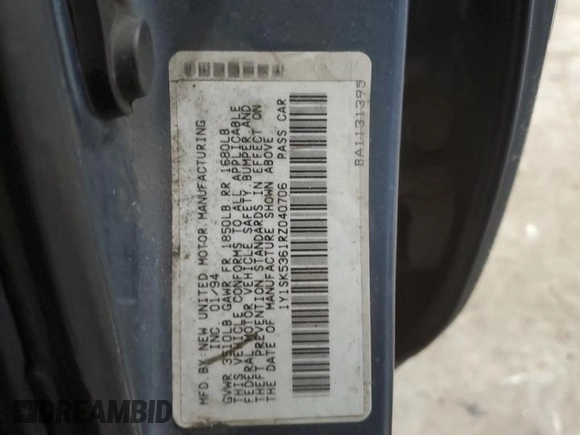 MFD BY: NEW UNITED MOTOR MANUFACTURING
INC 01/94
GVWR 3510LB GAWR FR 1850LB RR 1680LB
THIS VEHICLE CONFORMS TO ALL APPLICABLE
FEDERAL MOTOR VEHICLE SAFETY, BUMPER, AND
THEFT PREVENTION STANDARDS IN EFFECT ON
THE DATE OF MANUFACTURE SHOWN ABOVE
1Y1SK5361RZ040706 PASS CAR
BA1131395
DREAMBID